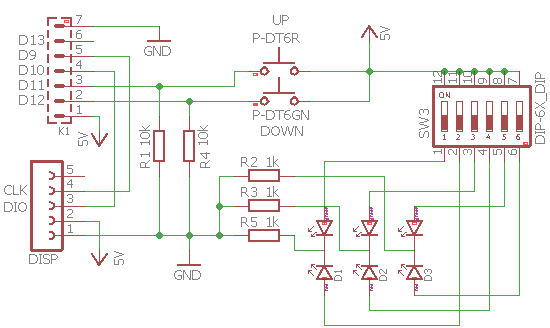 UP
P-DT6R
5V
7
D13 6
D9 5
D10 4
D11 3
D12 2
1
K1
GND
5V
R1 10K
R4 10K
P-DT6GN
DOWN
12 11 10 9 8 7
ON
1 2 3 4 5 6
SW3
DIP-6X_DIP
1 2 3 4 5 6
5
CLK 4
DIO 3
2
1
DISP
5V
GND
R2 1k
R3 1k
R5 1k
D1
D2
D3